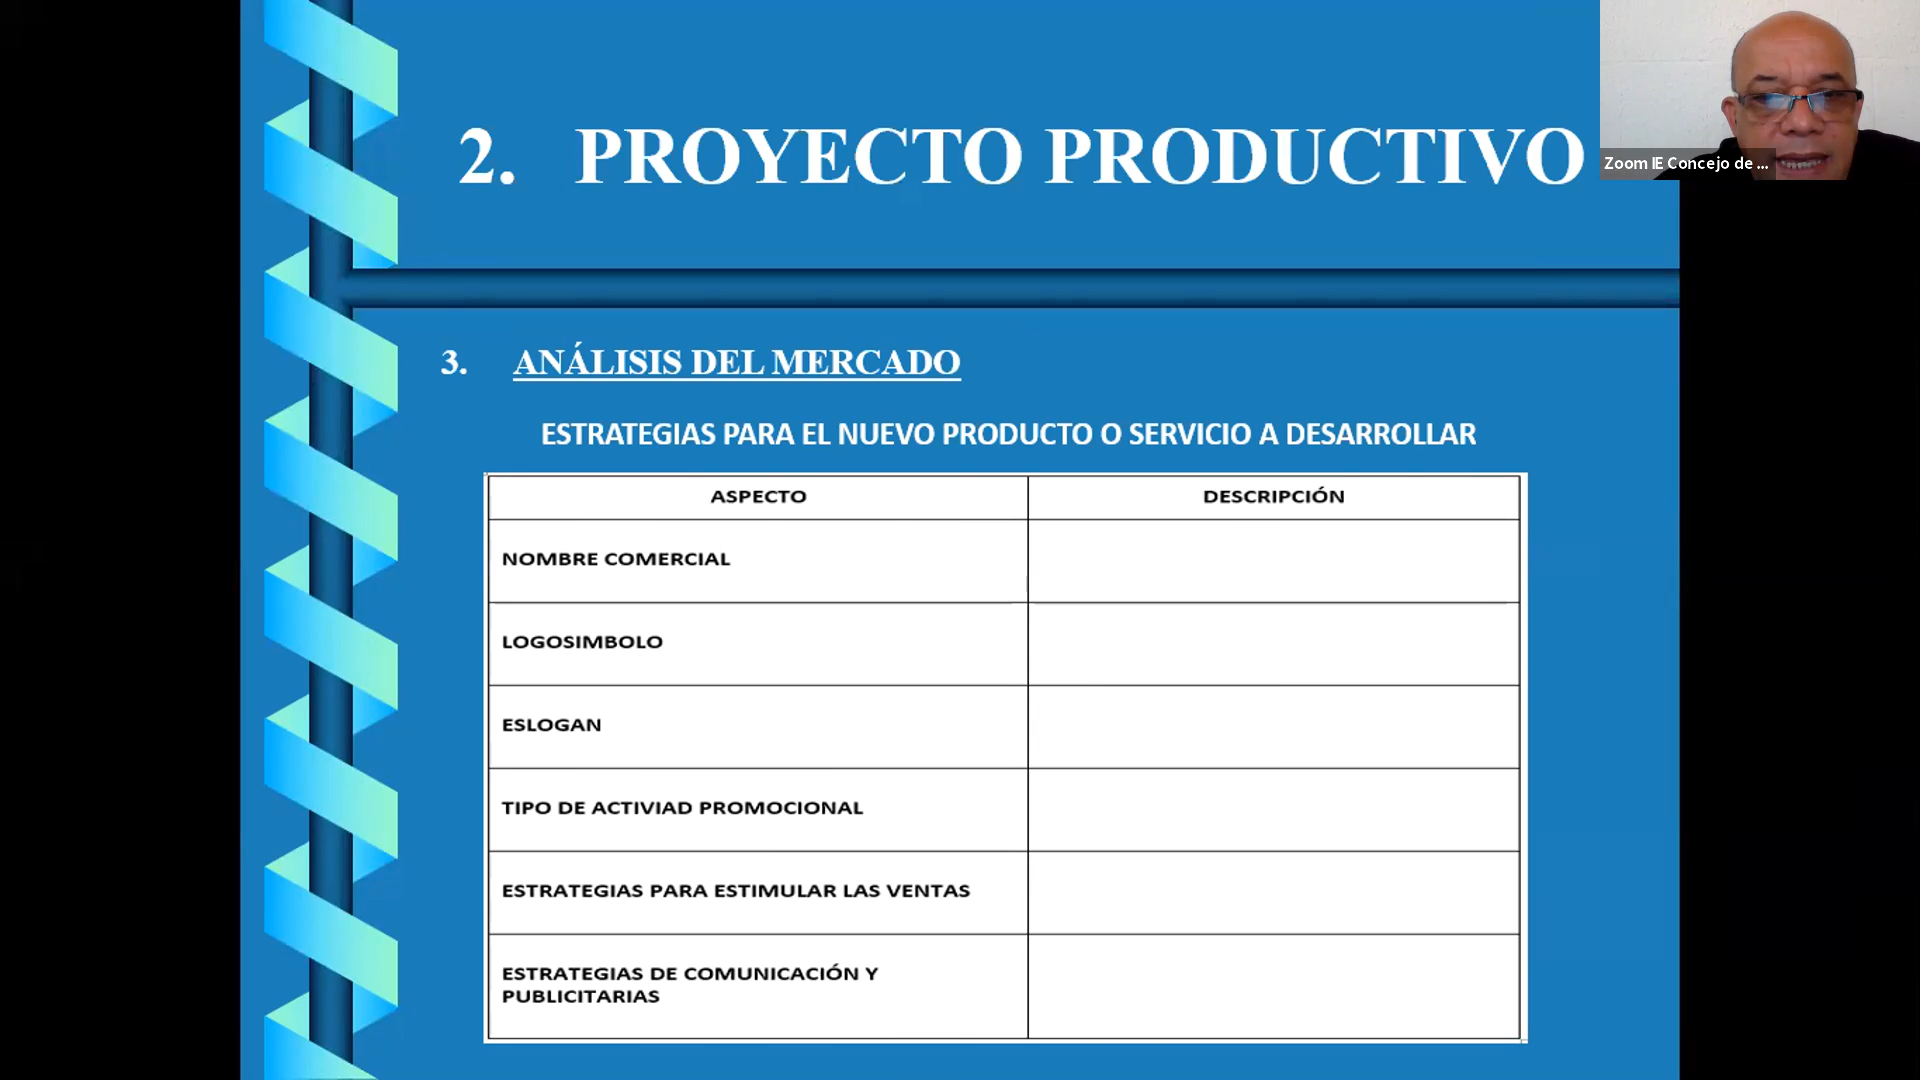 2. PROYECTO PRODUCTIVO
Zoom IE Concejo de ...
3. ANÁLISIS DEL MERCADO
ESTRATEGIAS PARA EL NUEVO PRODUCTO O SERVICIO A DESARROLLAR
ASPECTO DESCRIPCIÓN
NOMBRE COMERCIAL
LOGOSIMBOLO
ESLOGAN
TIPO DE ACTIVIAD PROMOCIONAL
ESTRATEGIAS PARA ESTIMULAR LAS VENTAS
ESTRATEGIAS DE COMUNICACIÓN Y
PUBLICITARIAS